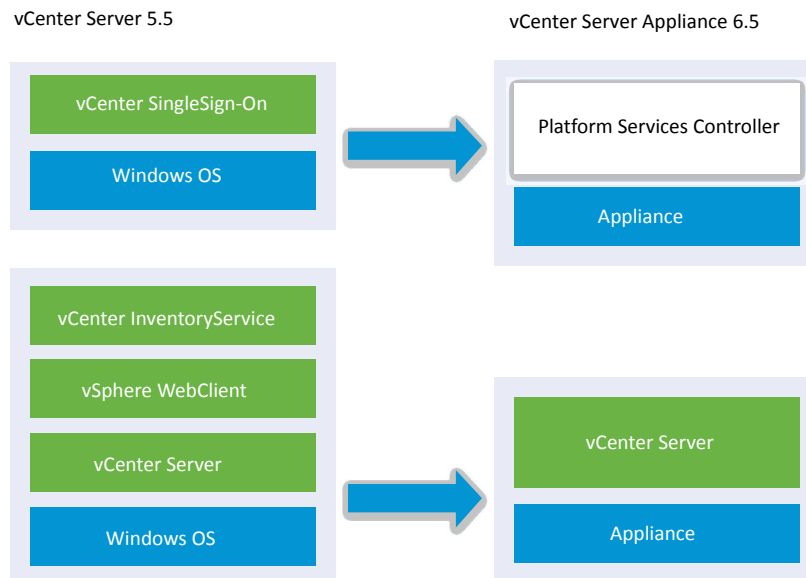 vCenter Server 5.5
vCenter Server Appliance 6.5
vCenter SingleSign-On
Windows OS
Platform Services Controller
Appliance
vCenter InventoryService
vSphere WebClient
vCenter Server
Windows OS
vCenter Server
Appliance